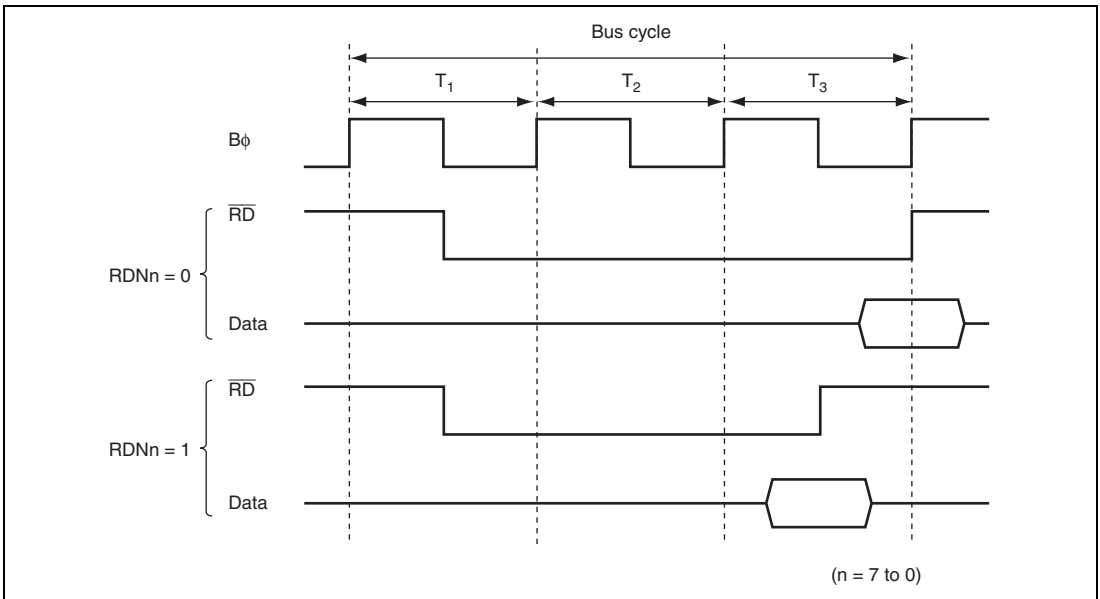 Bus cycle
T1 T2 T3
Bϕ
RD
RDNn = 0
Data
RD
RDNn = 1
Data
(n = 7 to 0)